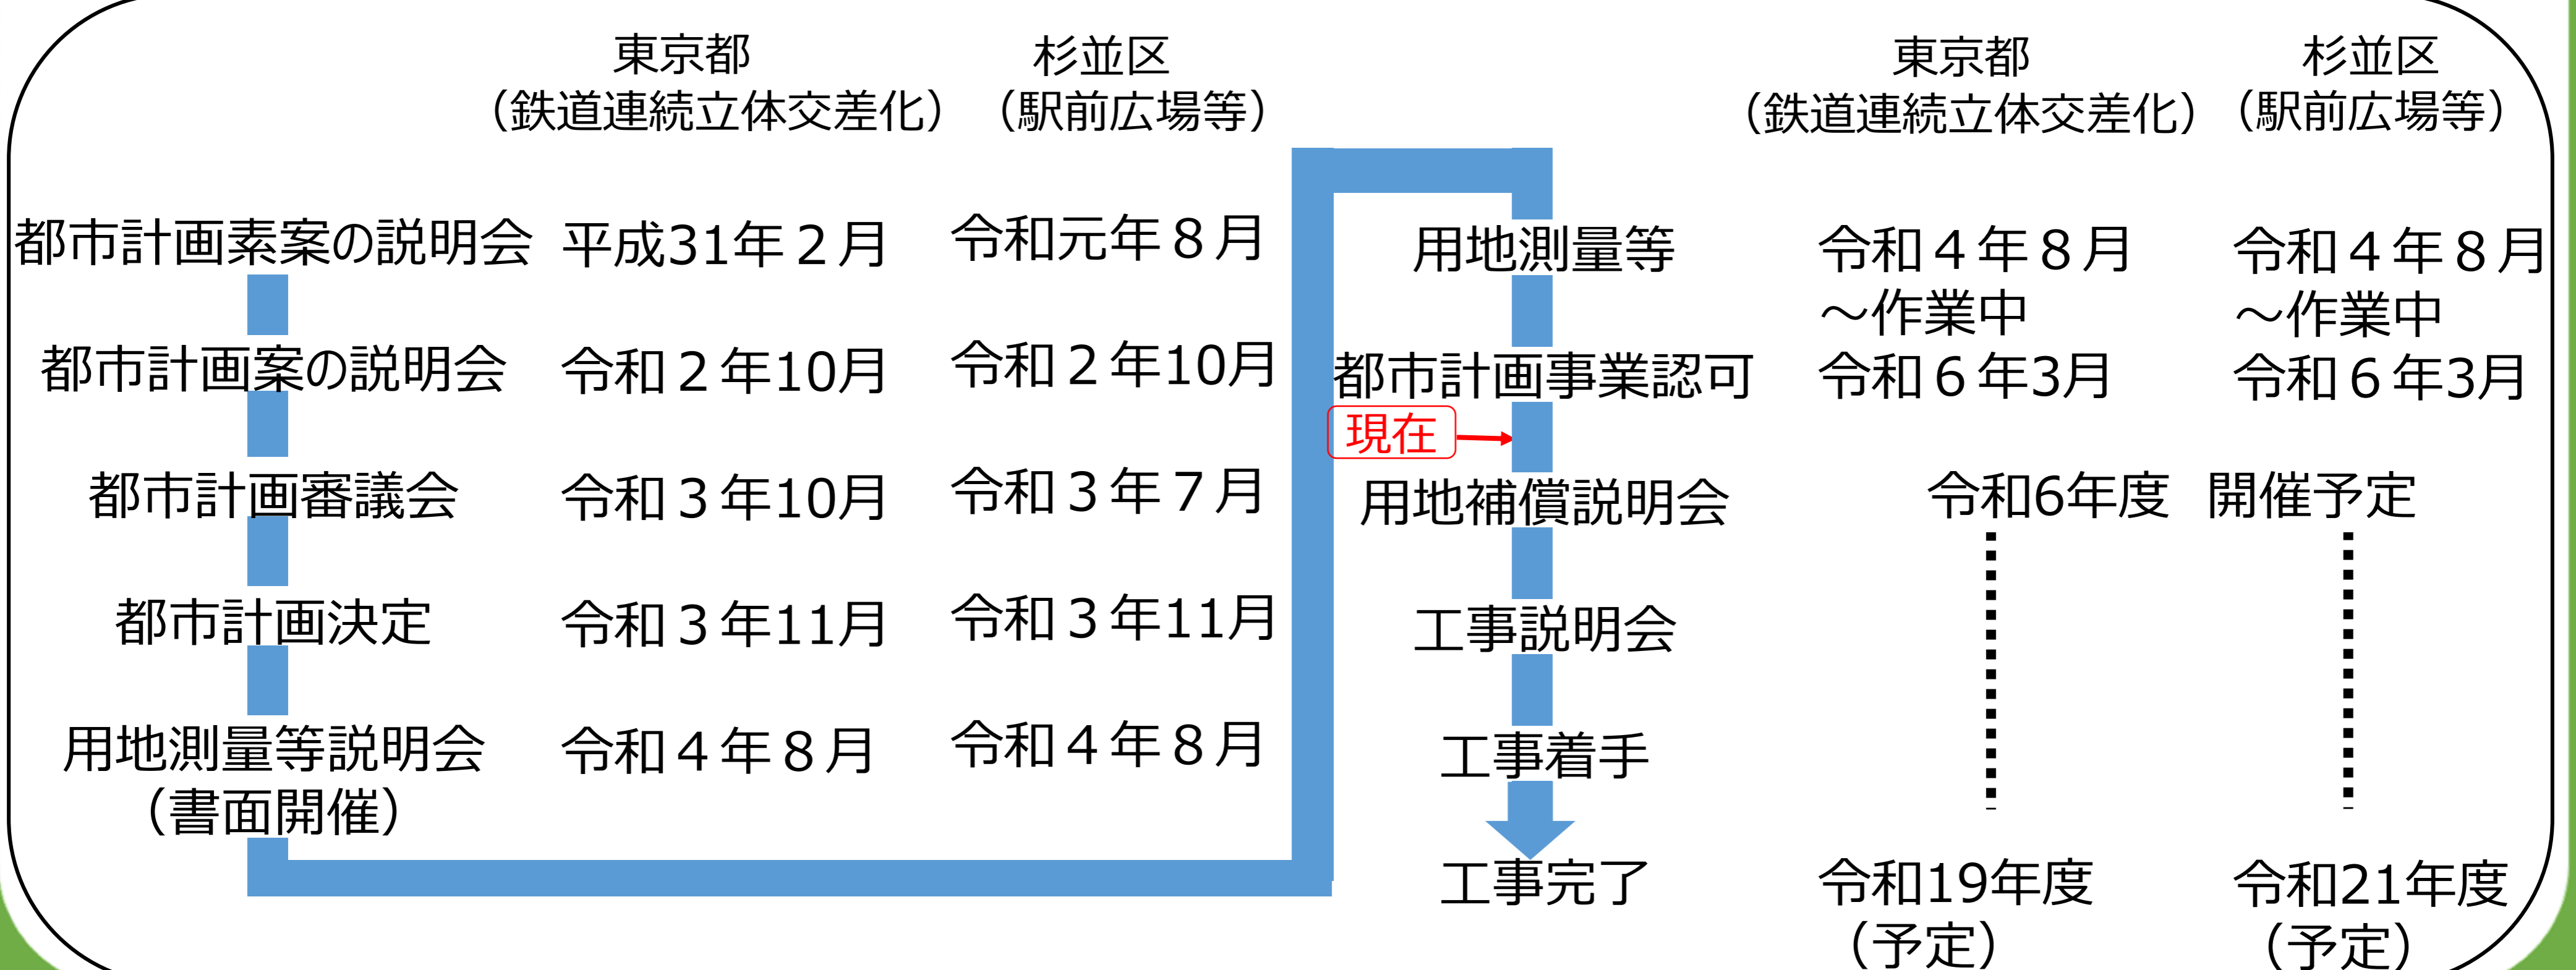 東京都
(鉄道連続立体交差化)
杉並区
(駅前広場等)
都市計画素案の説明会 平成31年2月 令和元年8月
都市計画案の説明会 令和2年10月 令和2年10月
都市計画審議会 令和3年10月 令和3年7月
都市計画決定 令和3年11月 令和3年11月
用地測量等説明会 令和4年8月 令和4年8月
(書面開催)
東京都
(鉄道連続立体交差化)
杉並区
(駅前広場等)
用地測量等 令和4年8月 令和4年8月
～作業中 ～作業中
都市計画事業認可 令和6年3月 令和6年3月
現在
用地補償説明会 令和6年度 開催予定
工事説明会
工事着手
工事完了 令和19年度 令和21年度
(予定) (予定)